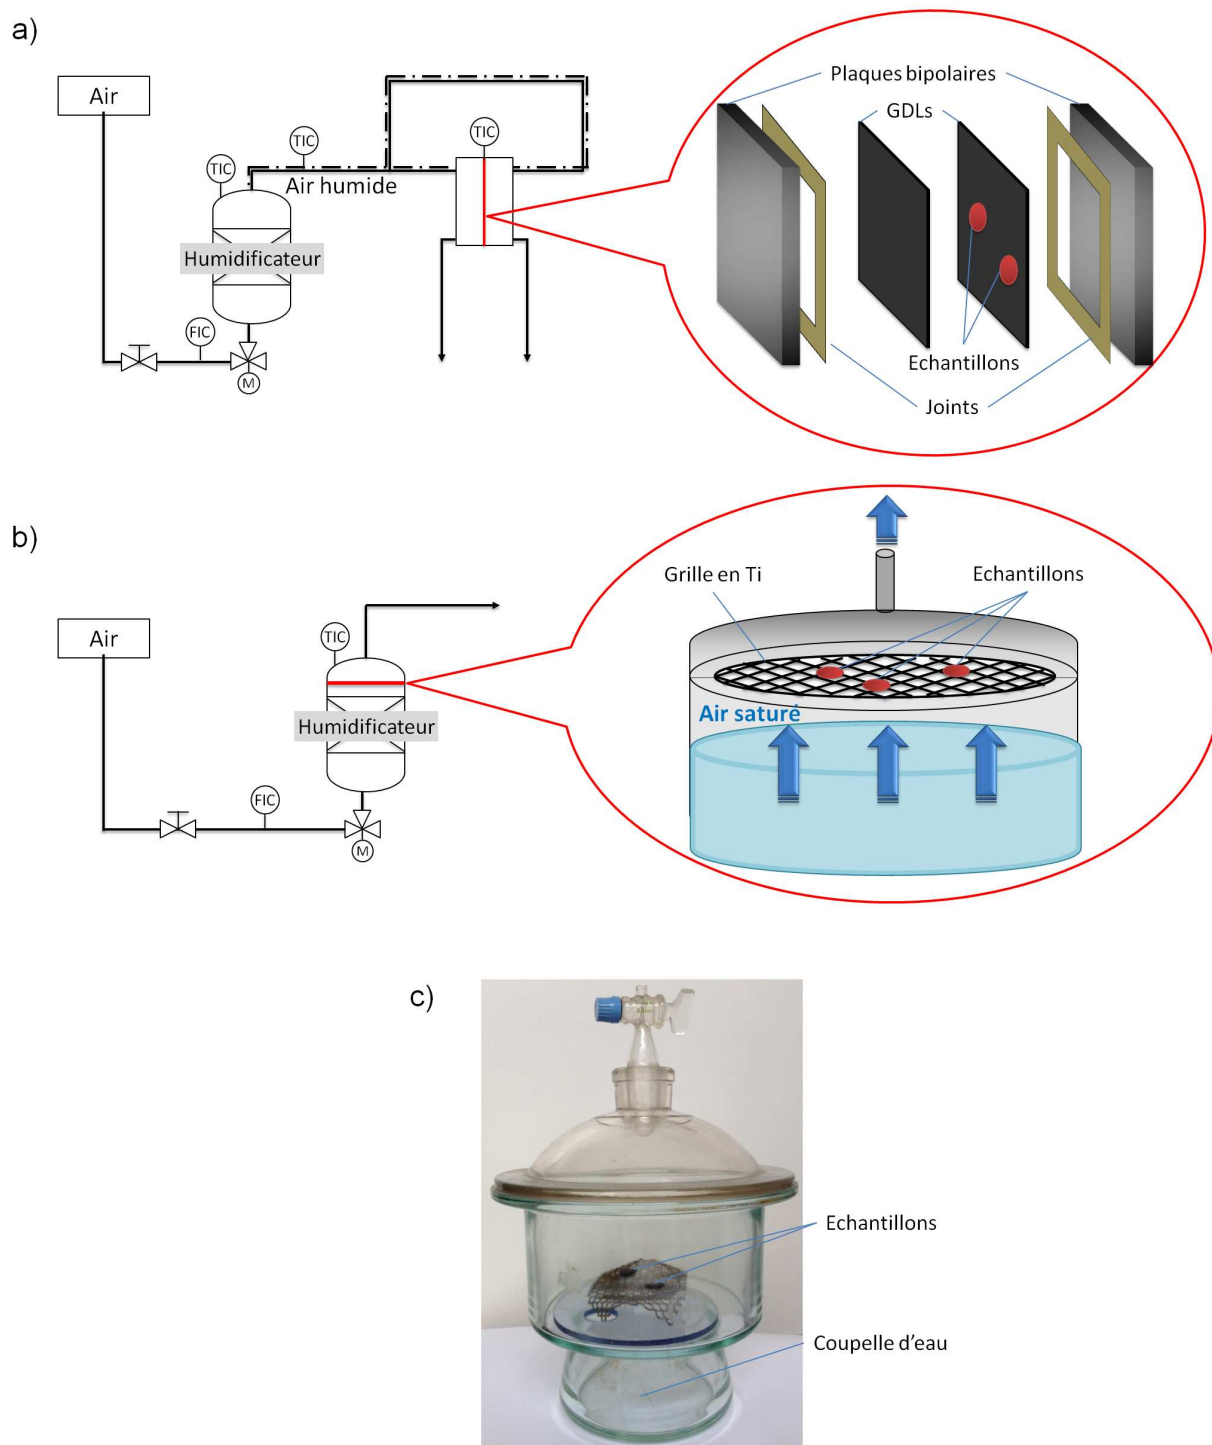 a)
Plaques bipolaires
Air
GDLs
TIC
TIC
TIC
Air humide
Humidificateur
FIC
M
Echantillons
Joints
b)
Grille en Ti
Echantillons
Air
TIC
Air saturé
Humidificateur
FIC
M
c)
Echantillons
Coupelle d'eau